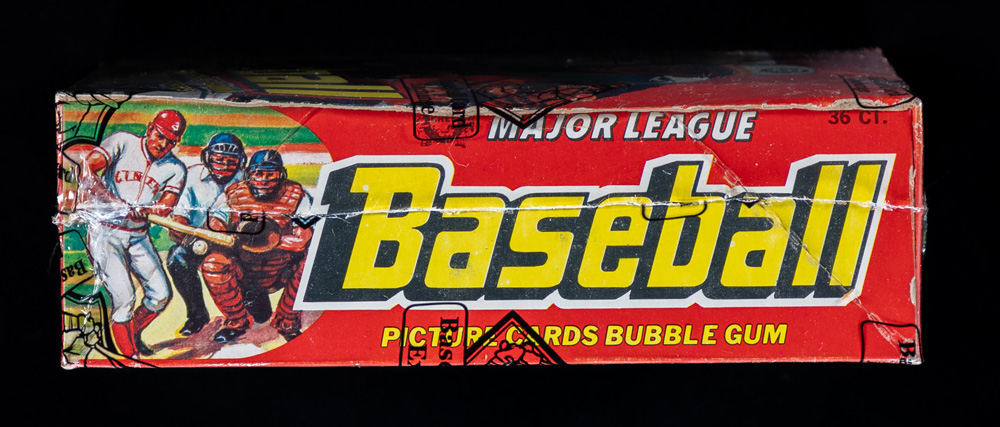 MAJOR LEAGUE
36 CT.
Baseball
PICTURE CARDS BUBBLE GUM